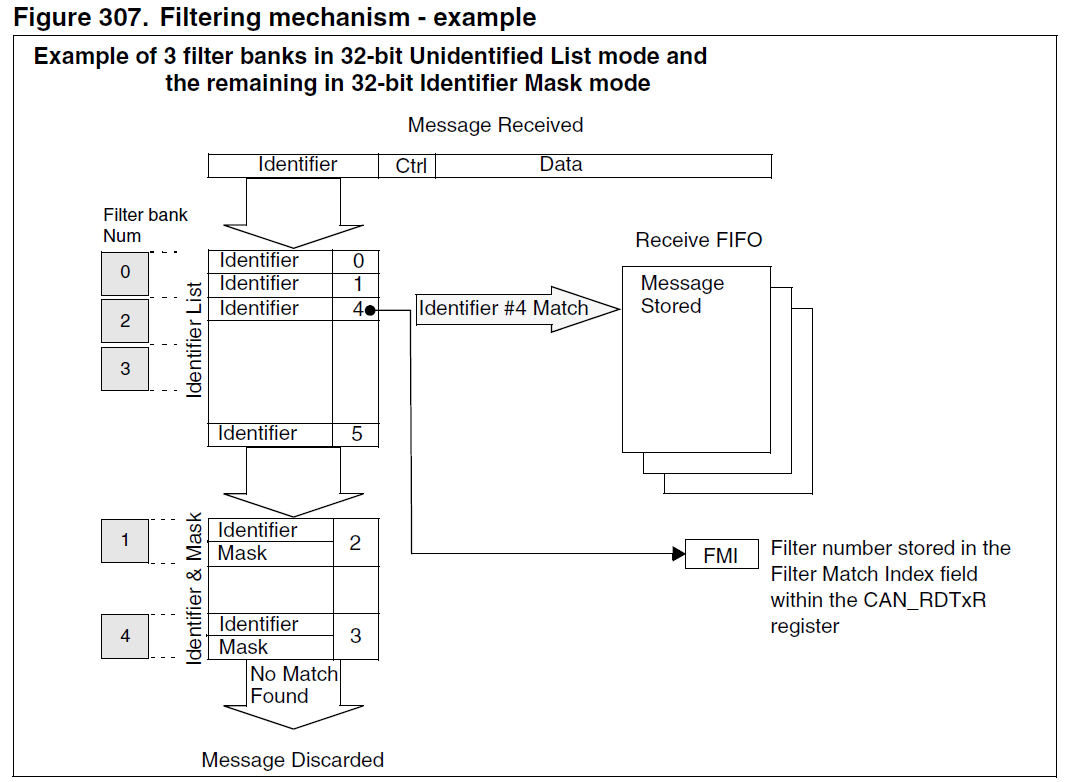 Figure 307. Filtering mechanism - example
Example of 3 filter banks in 32-bit Unidentified List mode and
the remaining in 32-bit Identifier Mask mode
Message Received
Identifier Ctrl Data
Filter bank
Num
Receive FIFO
0
2
3
Identifier List
Identifier 0
Identifier 1
Identifier 4
Identifier 5
Identifier #4 Match
Message
Stored
1
4
Identifier & Mask
Identifier
Mask
2
Identifier
Mask
3
FMI
Filter number stored in the
Filter Match Index field
within the CAN_RDTxR
register
No Match
Found
Message Discarded